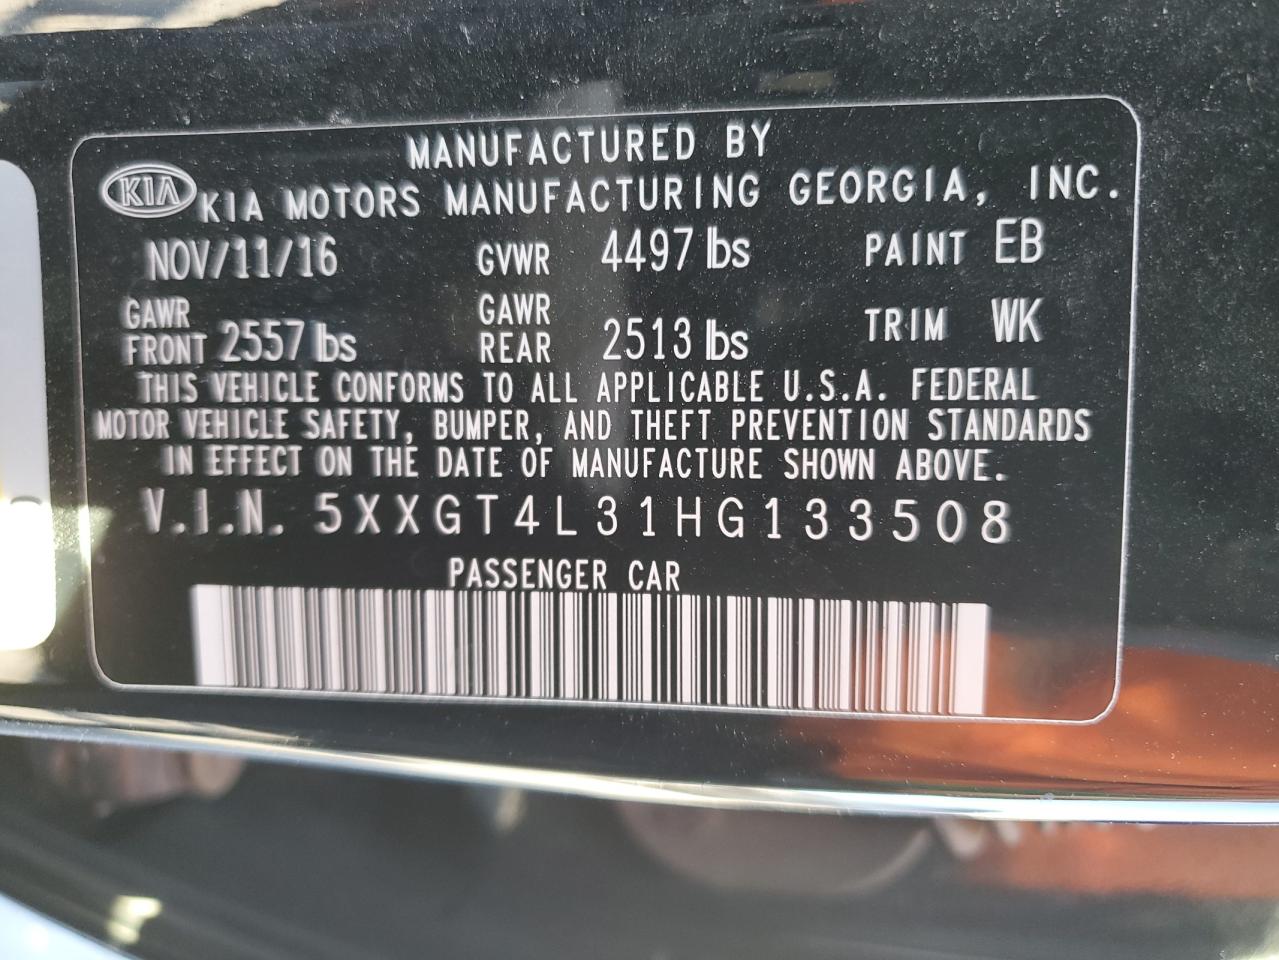 MANUFACTURED BY
KIA KIA MOTORS MANUFACTURING GEORGIA, INC.
NOV/11/16 GVWR 4497 lbs PAINT EB
GAWR FRONT 2557 lbs GAWR REAR 2513 lbs TRIM WK
THIS VEHICLE CONFORMS TO ALL APPLICABLE U.S.A. FEDERAL
MOTOR VEHICLE SAFETY, BUMPER, AND THEFT PREVENTION STANDARDS
IN EFFECT ON THE DATE OF MANUFACTURE SHOWN ABOVE.
V.I.N. 5XXGT4L31HG133508
PASSENGER CAR